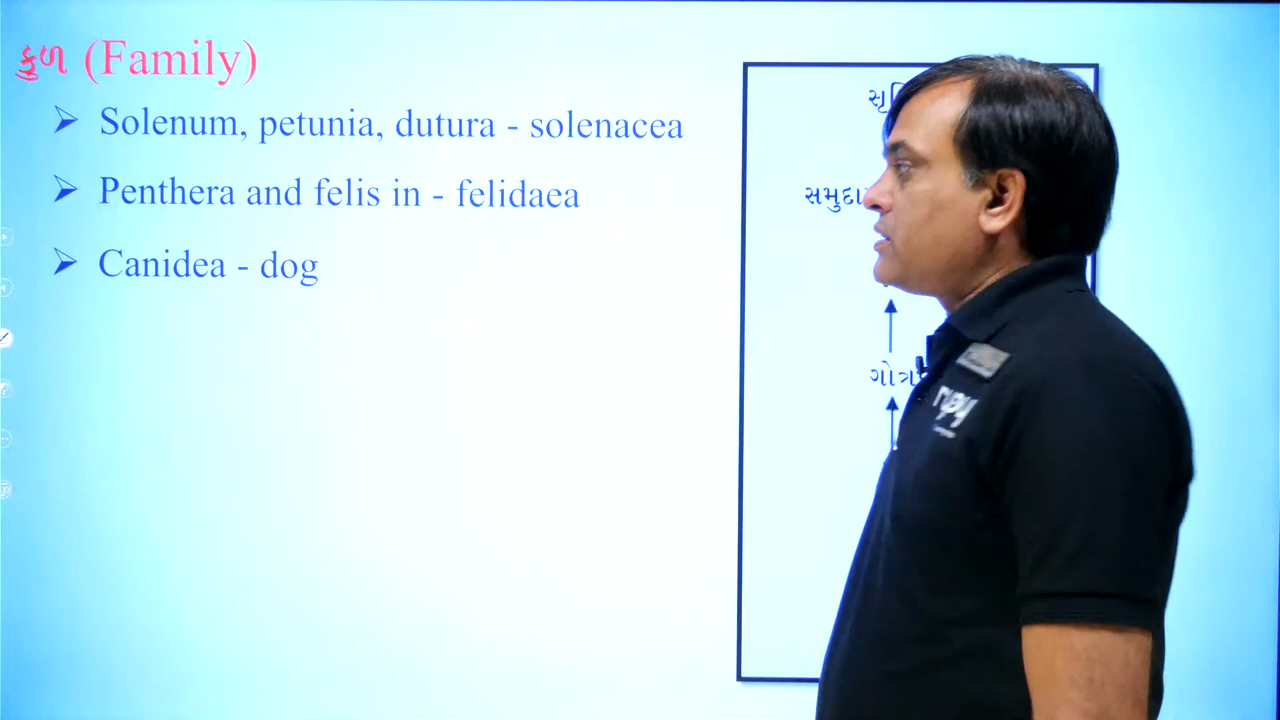 કુળ (Family)
➢ Solenum, petunia, dutura - solenacea
➢ Penthera and felis in - felidaea
➢ Canidea - dog